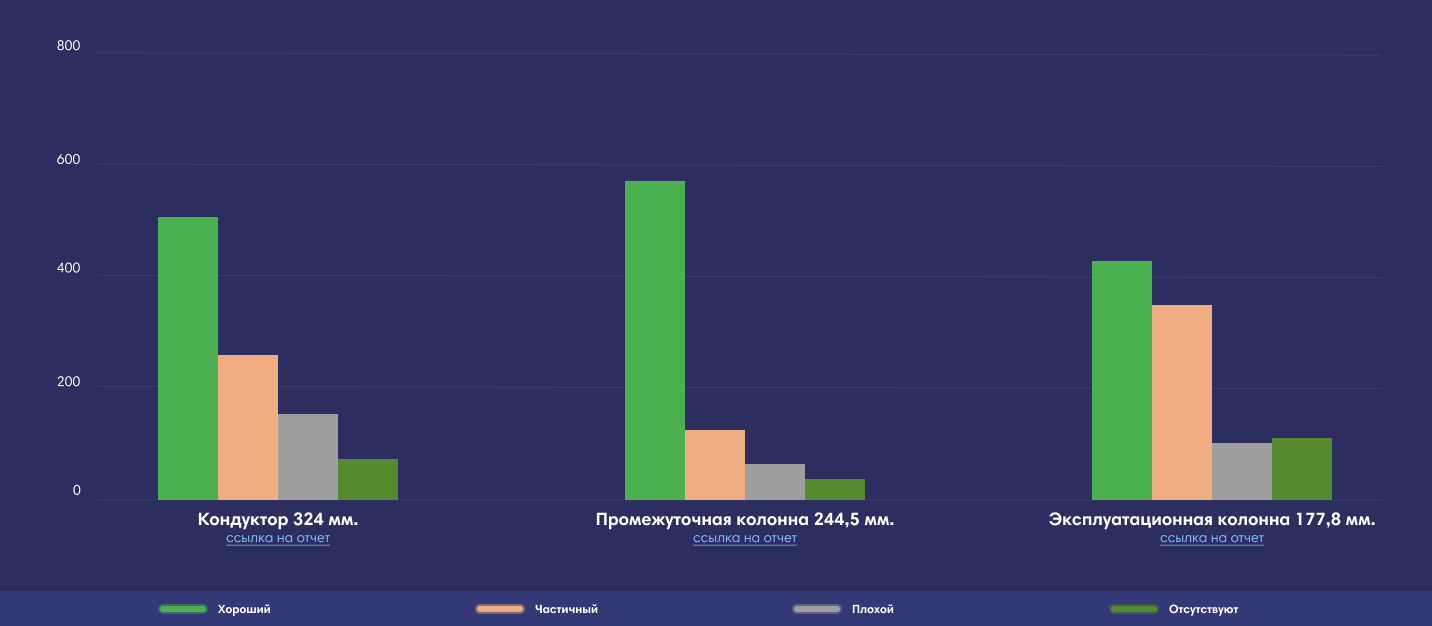 800
600
400
200
0
Кондуктор 324 мм.
ссылка на отчет
Промежуточная колонна 244,5 мм.
ссылка на отчет
Эксплуатационная колонна 177,8 мм.
ссылка на отчет
Хороший
Частичный
Плохой
Отсутствуют